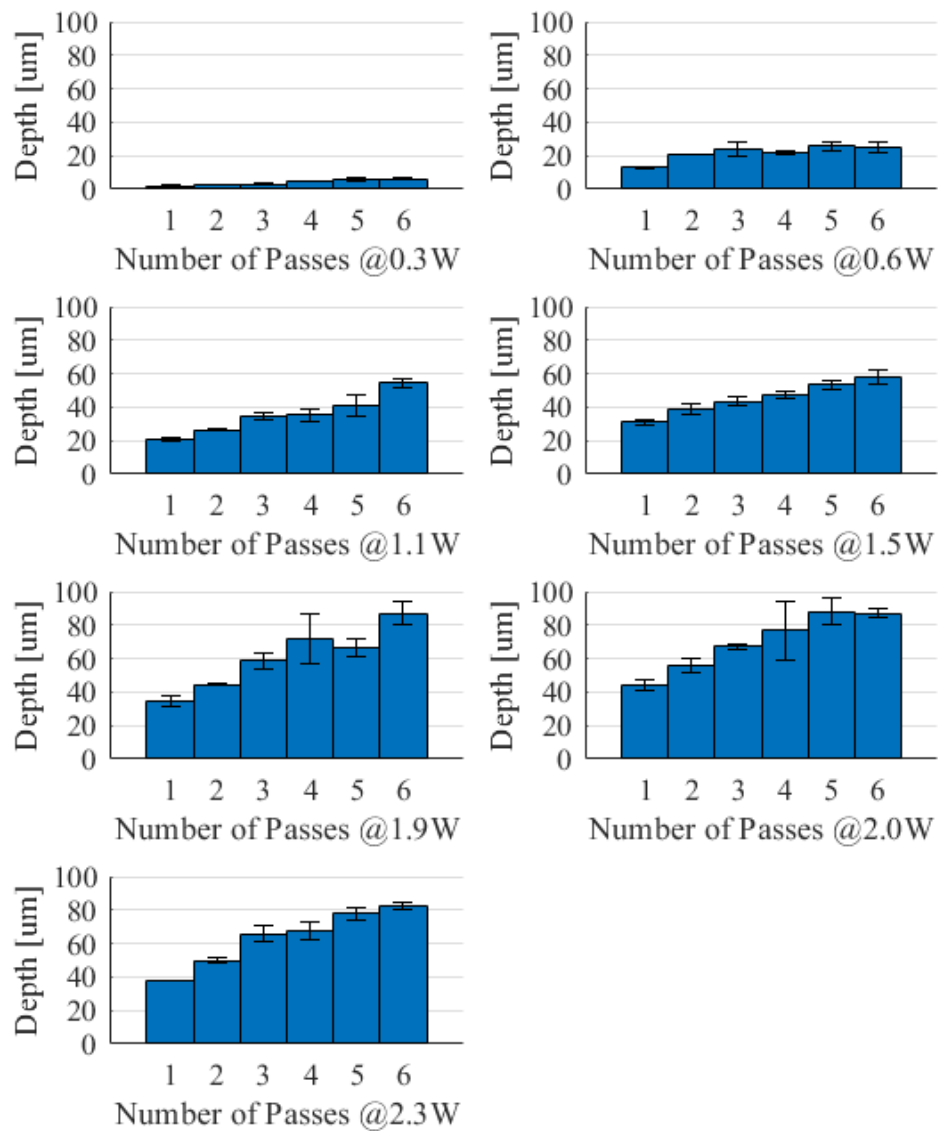 100
80
60
40
20
0
Depth [um]
1 2 3 4 5 6
Number of Passes @0.3W
100
80
60
40
20
0
Depth [um]
1 2 3 4 5 6
Number of Passes @0.6W
100
80
60
40
20
0
Depth [um]
1 2 3 4 5 6
Number of Passes @1.1W
100
80
60
40
20
0
Depth [um]
1 2 3 4 5 6
Number of Passes @1.5W
100
80
60
40
20
0
Depth [um]
1 2 3 4 5 6
Number of Passes @1.9W
100
80
60
40
20
0
Depth [um]
1 2 3 4 5 6
Number of Passes @2.0W
100
80
60
40
20
0
Depth [um]
1 2 3 4 5 6
Number of Passes @2.3W